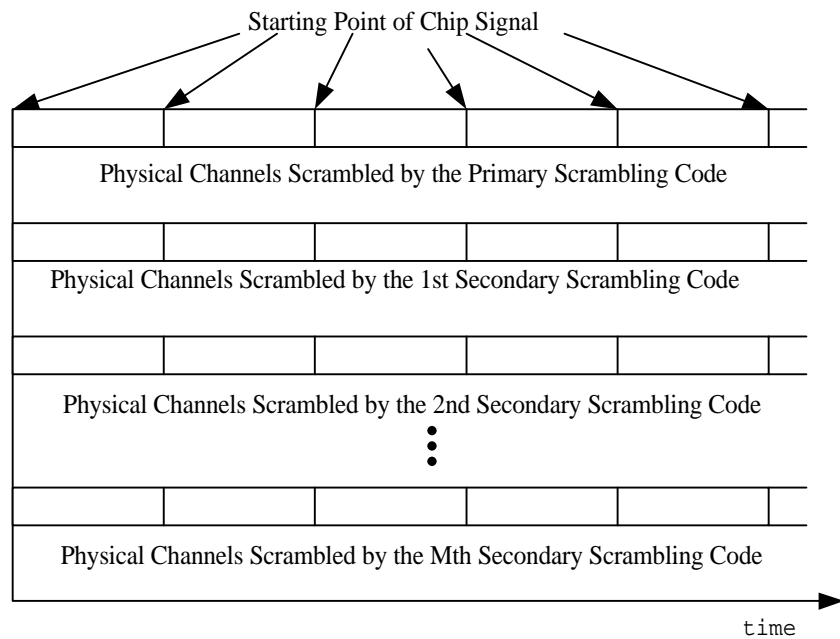 Starting Point of Chip Signal
Physical Channels Scrambled by the Primary Scrambling Code
Physical Channels Scrambled by the 1st Secondary Scrambling Code
Physical Channels Scrambled by the 2nd Secondary Scrambling Code
Physical Channels Scrambled by the Mth Secondary Scrambling Code
time